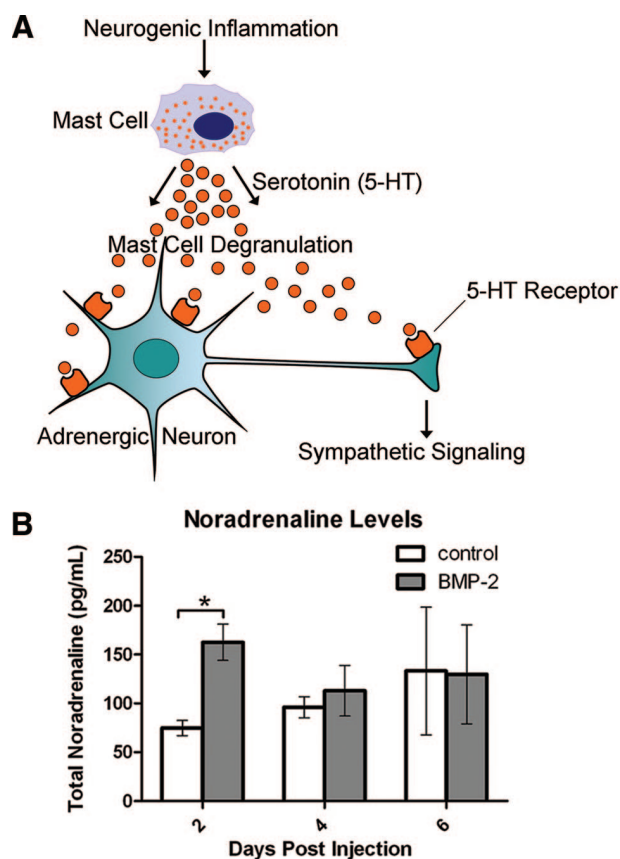 A
Neurogenic Inflammation
Mast Cell
Serotonin (5-HT)
Mast Cell Degranulation
5-HT Receptor
Adrenergic Neuron
Sympathetic Signaling
B
Noradrenaline Levels
control
BMP-2
*
Total Noradrenaline (pg/mL)
250
200
150
100
50
0
2
4
6
Days Post Injection